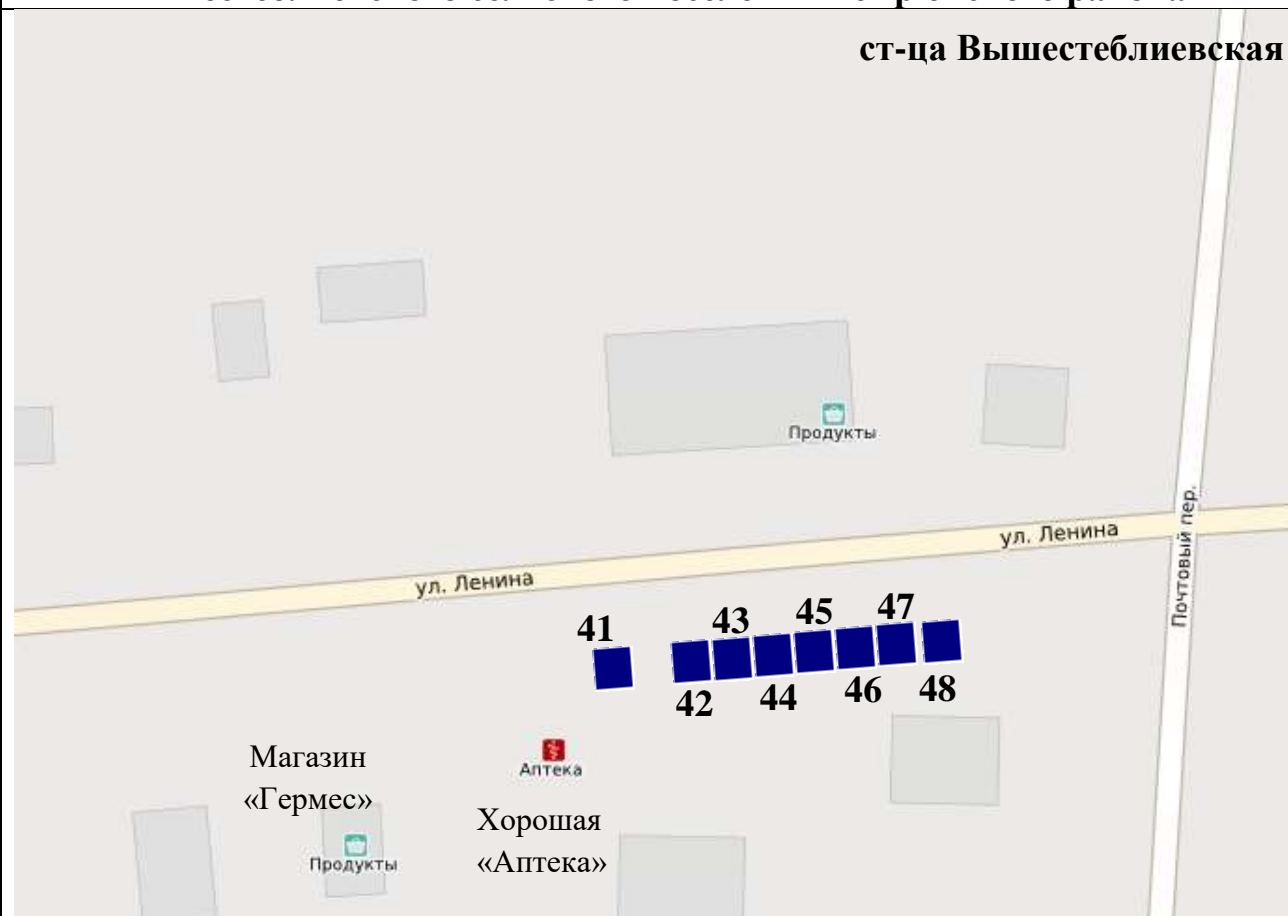 ст-ца Вышестеблиевская
Продукты
ул. Ленина
ул. Ленина
Почтовый пер.
41
43
45
47
42
44
46
48
Аптека
Магазин
«Гермес»
Продукты
Хорошая
«Аптека»